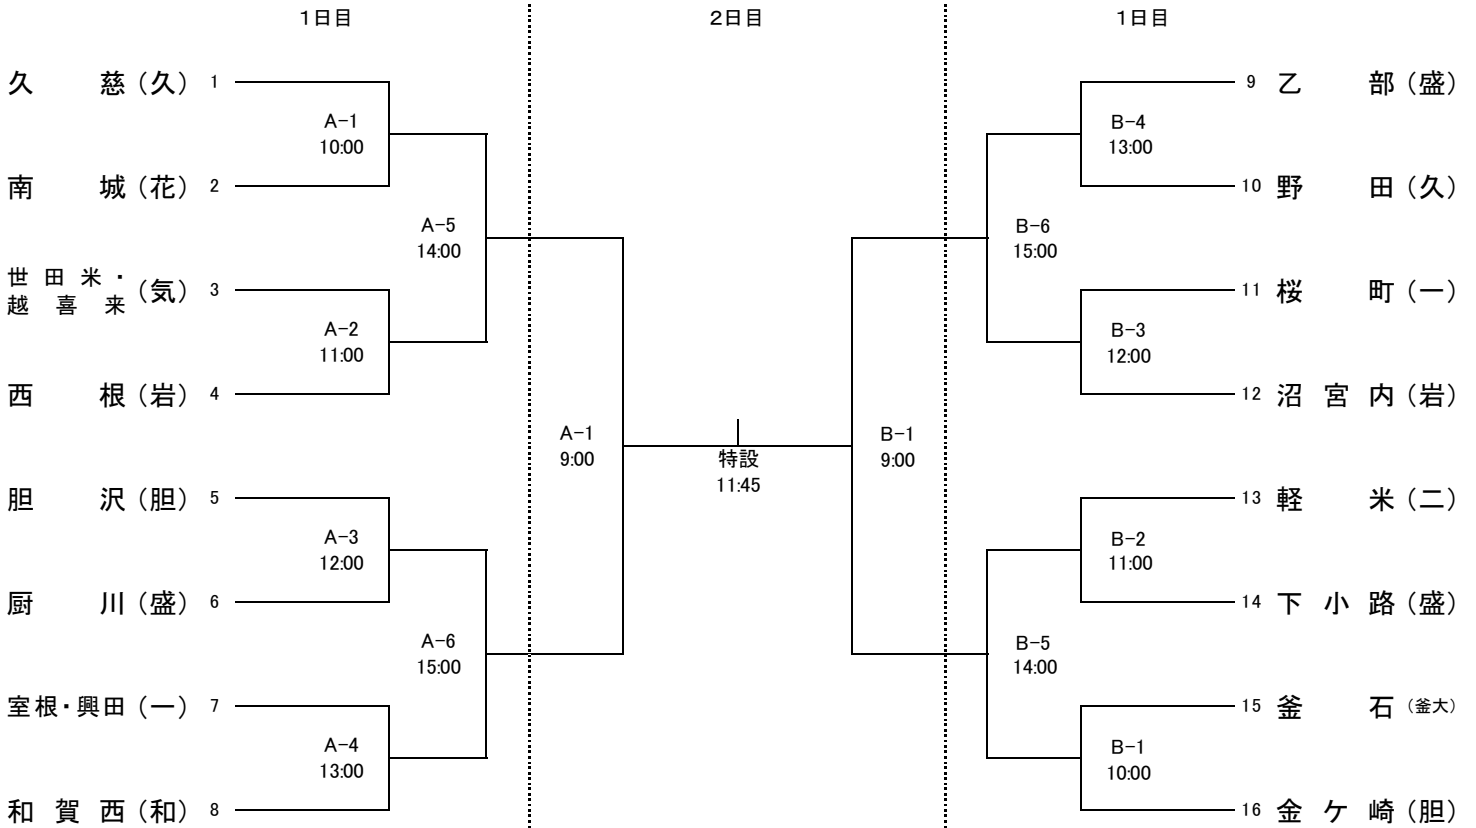 1日目
2日目
1日目
久慈(久) 1
A-1
10:00
南城(花) 2
A-5
14:00
世田米・
越喜来
(気) 3
A-2
11:00
西根(岩) 4
A-1
9:00
胆沢(胆) 5
A-3
12:00
厨川(盛) 6
A-6
15:00
室根・興田(一) 7
A-4
13:00
和賀西(和) 8
特設
11:45
9 乙部(盛)
B-4
13:00
10 野田(久)
B-6
15:00
11 桜町(一)
B-3
12:00
12 沼宮内(岩)
B-1
9:00
13 軽米(二)
B-2
11:00
14 下小路(盛)
B-5
14:00
15 釜石(釜大)
B-1
10:00
16 金ケ崎(胆)